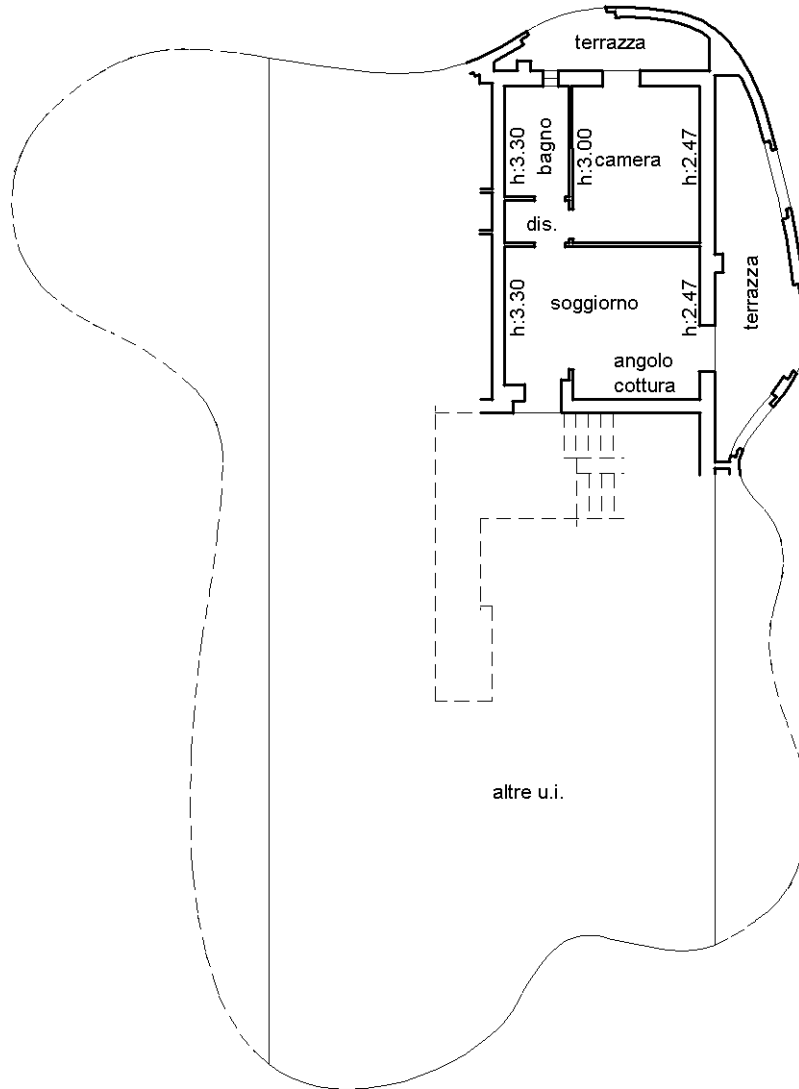 terrazza
h:3.30
bagno
h:3.00
camera
h:2.47
dis.
h:3.30
soggiorno
h:2.47
terrazza
angolo
cottura
altre u.i.